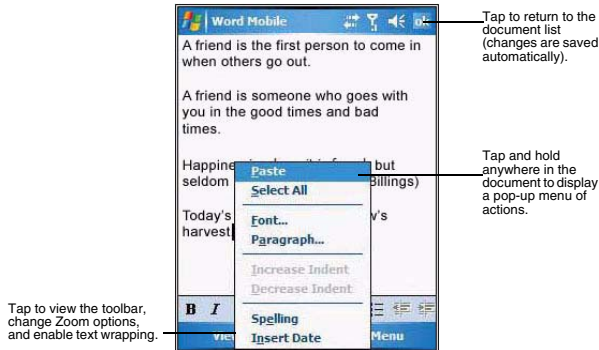 Word Mobile
ok
Tap to return to the
document list
(changes are saved
automatically).
A friend is the first person to come in
when others go out.
A friend is someone who goes with
you in the good times and bad
times.
but
seldom Billings)
Today's
harvest
Paste
Select All
Font...
Paragraph...
Increase Indent
Decrease Indent
Spelling
Insert Date
Tap and hold
anywhere in the
document to display
a pop-up menu of
actions.
B I
Menu
Tap to view the toolbar,
change Zoom options,
and enable text wrapping.